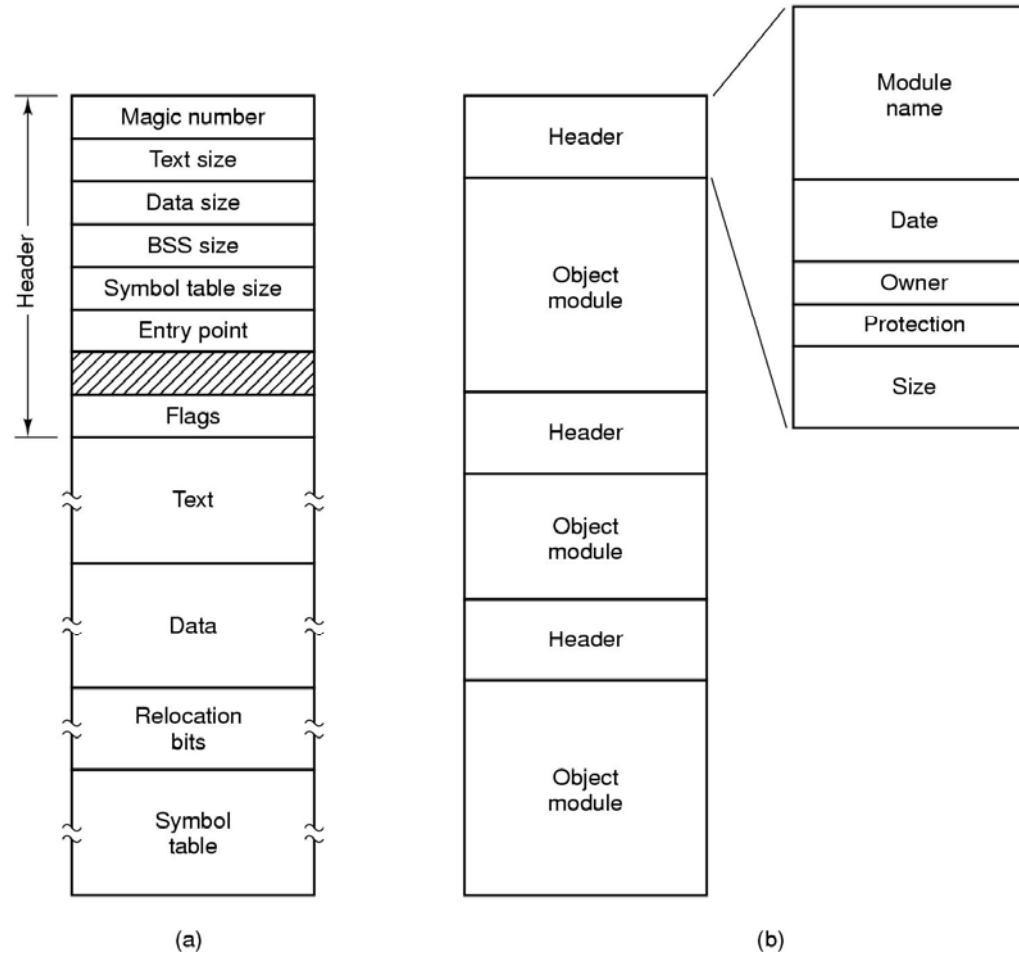 Header
Magic number
Text size
Data size
BSS size
Symbol table size
Entry point
Flags
Text
Data
Relocation
bits
Symbol
table
(a)
Header
Object
module
Header
Object
module
Header
Object
module
Module
name
Date
Owner
Protection
Size
(b)